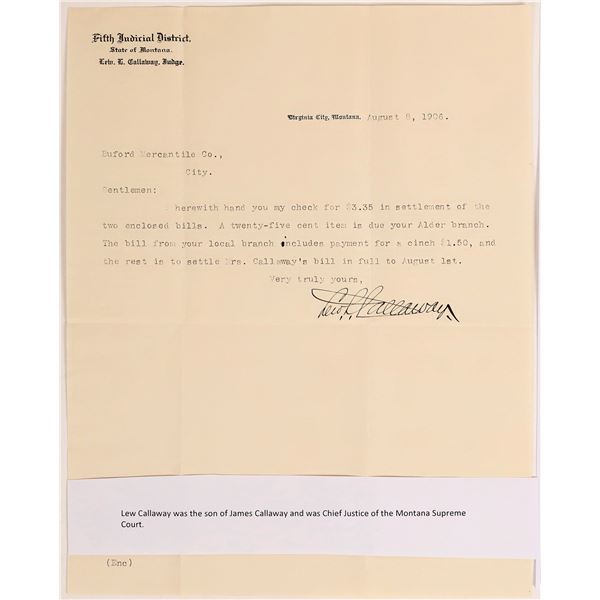 Fifth Judicial District.
State of Montana.
Lew. L. Callaway, Judge.
Virginia City, Montana. August 8, 1906.
Buford Mercantile Co.,
City.
Gentlemen:
I herewith hand you my check for $3.35 in settlement of the
two enclosed bills. A twenty-five cent item is due your Alder branch.
The bill from your local branch includes payment for a cinch $1.50, and
the rest is to settle Mrs. Callaway's bill in full to August 1st.
Very truly yours,
Lew. L. Callaway.
Lew Callaway was the son of James Callaway and was Chief Justice of the Montana Supreme
Court.
(Enc)